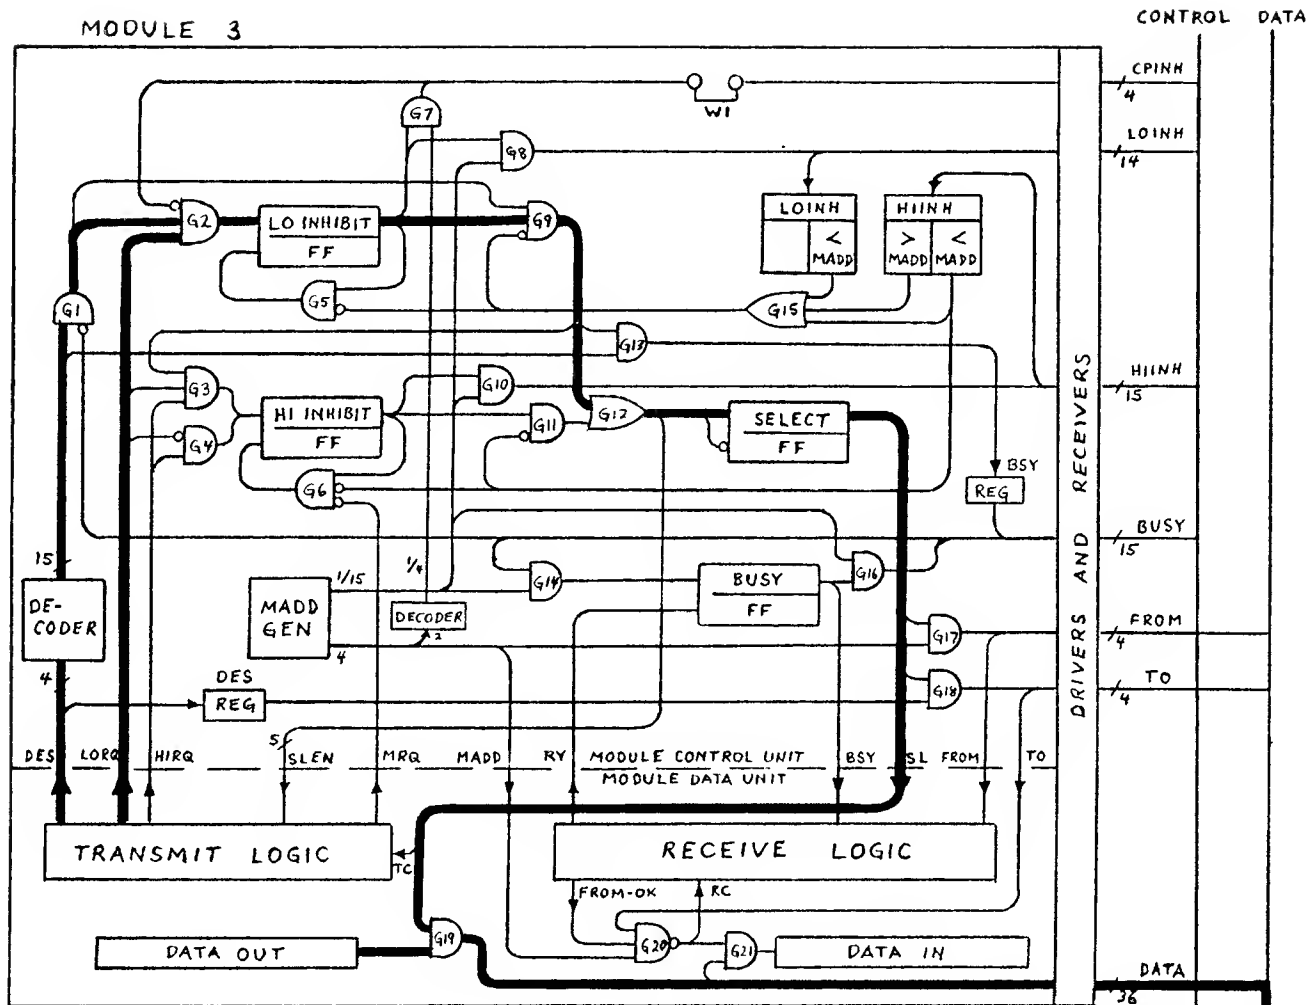 MODULE 3
CONTROL DATA
CPINH
4
W1
G7
LOINH
14
G8
G2
LO INHIBIT
FF
G9
LOINH
<
MADD
HIINH
>
MADD
<
MADD
G1
G5
G15
G13
G3
G10
HIINH
15
HI INHIBIT
FF
G11
G12
SELECT
FF
G4
G6
BSY
REG
BUSY
15
15
DE-
CODER
4
MADD
GEN
1/15
1/4
4
DECODER
2
G14
BUSY
FF
G16
G17
FROM
4
G18
TO
4
DES
REG
DRIVERS AND RECEIVERS
5
DES LORQ HIRQ SLEN MRQ MADD RY MODULE CONTROL UNIT BSY SL FROM TO
MODULE DATA UNIT
TRANSMIT LOGIC
TC
RECEIVE LOGIC
FROM-OK
RC
DATA OUT
G19
G20
G21
DATA IN
DATA
36